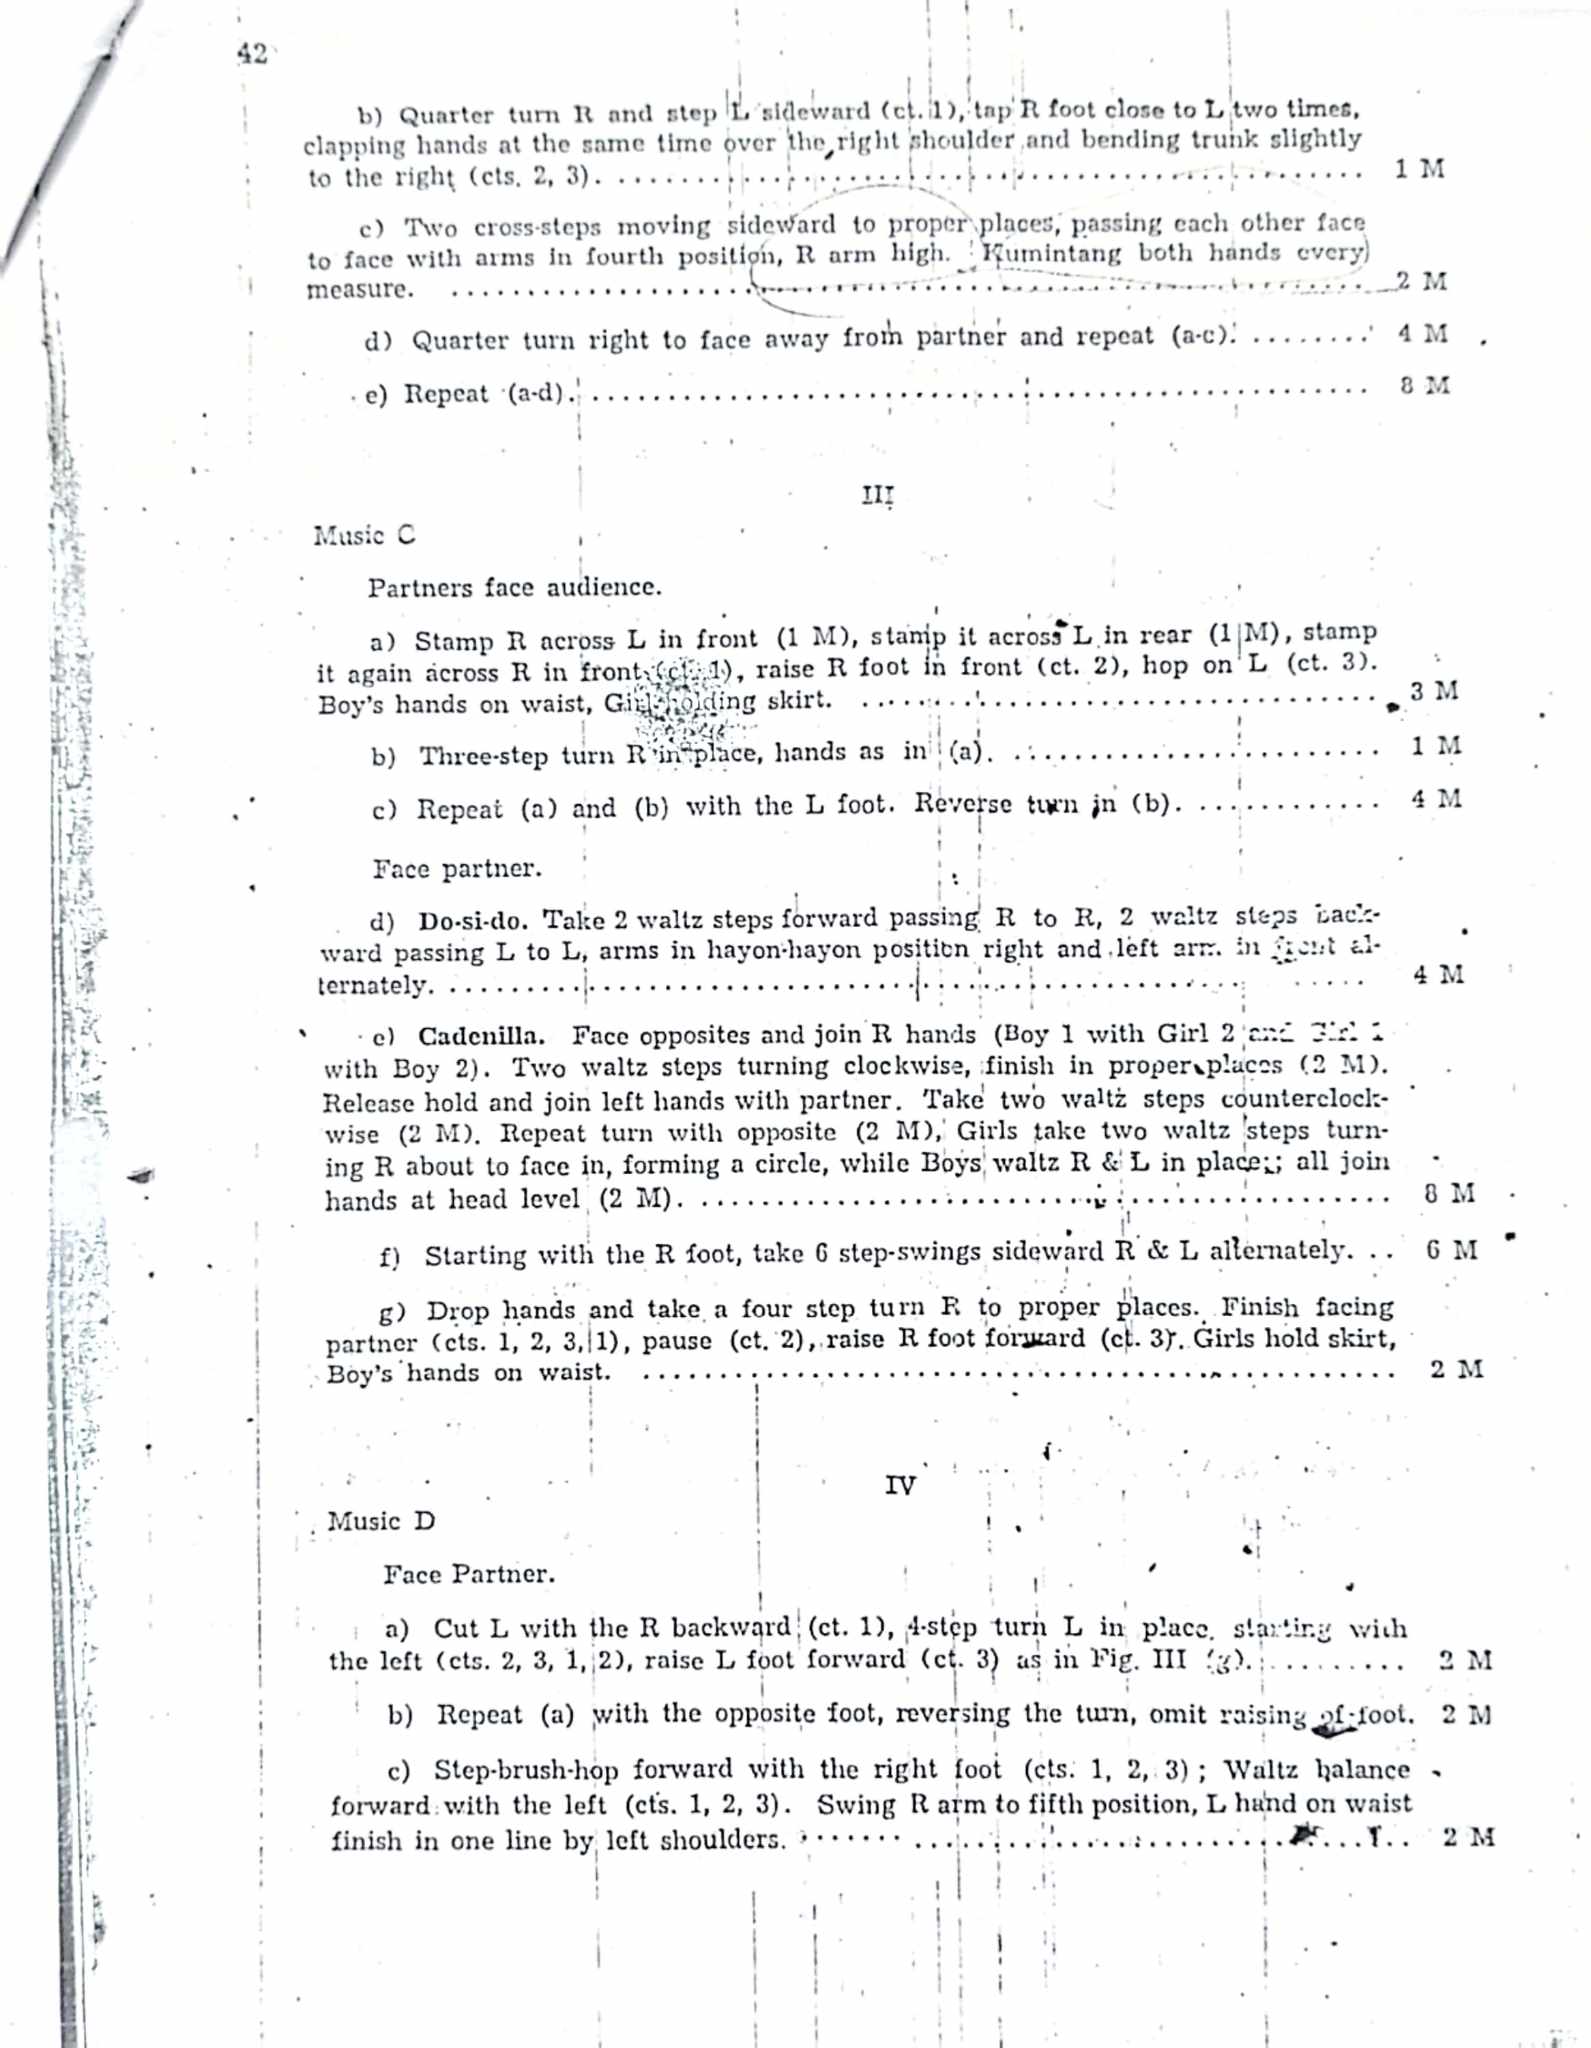 42
b) Quarter turn R and step L sideward (ct. 1), tap R foot close to L two times,
clapping hands at the same time over the right shoulder and bending trunk slightly
to the right (cts. 2, 3). .................................................. 1 M
c) Two cross-steps moving sideward to proper places, passing each other face
to face with arms in fourth position, R arm high. Kumintang both hands every
measure. .................................................. 2 M
d) Quarter turn right to face away from partner and repeat (a-c). ........ 4 M
e) Repeat (a-d). .................................................. 8 M
III
Music C
Partners face audience.
a) Stamp R across L in front (1 M), stamp it across L in rear (1 M), stamp
it again across R in front (ct. 1), raise R foot in front (ct. 2), hop on L (ct. 3).
Boy's hands on waist, Girl holding skirt. .................................. 3 M
b) Three-step turn R in place, hands as in (a). ........................ 1 M
c) Repeat (a) and (b) with the L foot. Reverse turn in (b). ............ 4 M
Face partner.
d) Do-si-do. Take 2 waltz steps forward passing R to R, 2 waltz steps back-
ward passing L to L, arms in hayon-hayon position right and left arm in front al-
ternately. .................................................. 4 M
e) Cadenilla. Face opposites and join R hands (Boy 1 with Girl 2 and Girl 1
with Boy 2). Two waltz steps turning clockwise, finish in proper places (2 M).
Release hold and join left hands with partner. Take two waltz steps counterclock-
wise (2 M). Repeat turn with opposite (2 M), Girls take two waltz steps turn-
ing R about to face in, forming a circle, while Boys waltz R & L in place; all join
hands at head level (2 M). .................................................. 8 M
f) Starting with the R foot, take 6 step-swings sideward R & L alternately. .. 6 M
g) Drop hands and take a four step turn R to proper places. Finish facing
partner (cts. 1, 2, 3, 1), pause (ct. 2), raise R foot forward (ct. 3). Girls hold skirt,
Boy's hands on waist. .................................................. 2 M
IV
Music D
Face Partner.
a) Cut L with the R backward (ct. 1), 4-step turn L in place, starting with
the left (cts. 2, 3, 1, 2), raise L foot forward (ct. 3) as in Fig. III (g). ......... 2 M
b) Repeat (a) with the opposite foot, reversing the turn, omit raising of foot. 2 M
c) Step-brush-hop forward with the right foot (cts. 1, 2, 3); Waltz balance
forward with the left (cts. 1, 2, 3). Swing R arm to fifth position, L hand on waist
finish in one line by left shoulders. ........................................ 2 M